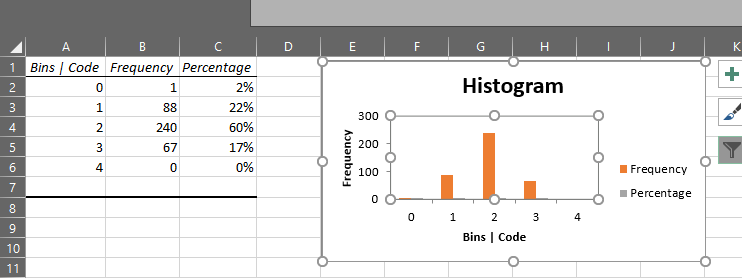 A B C D E F G H I J K
1 Bins | Code Frequency Percentage
2 0 1 2%
3 1 88 22%
4 2 240 60%
5 3 67 17%
6 4 0 0%
7
8
9
10
11
Histogram
300
200
100
0
Frequency
0 1 2 3 4
Bins | Code
Frequency
Percentage